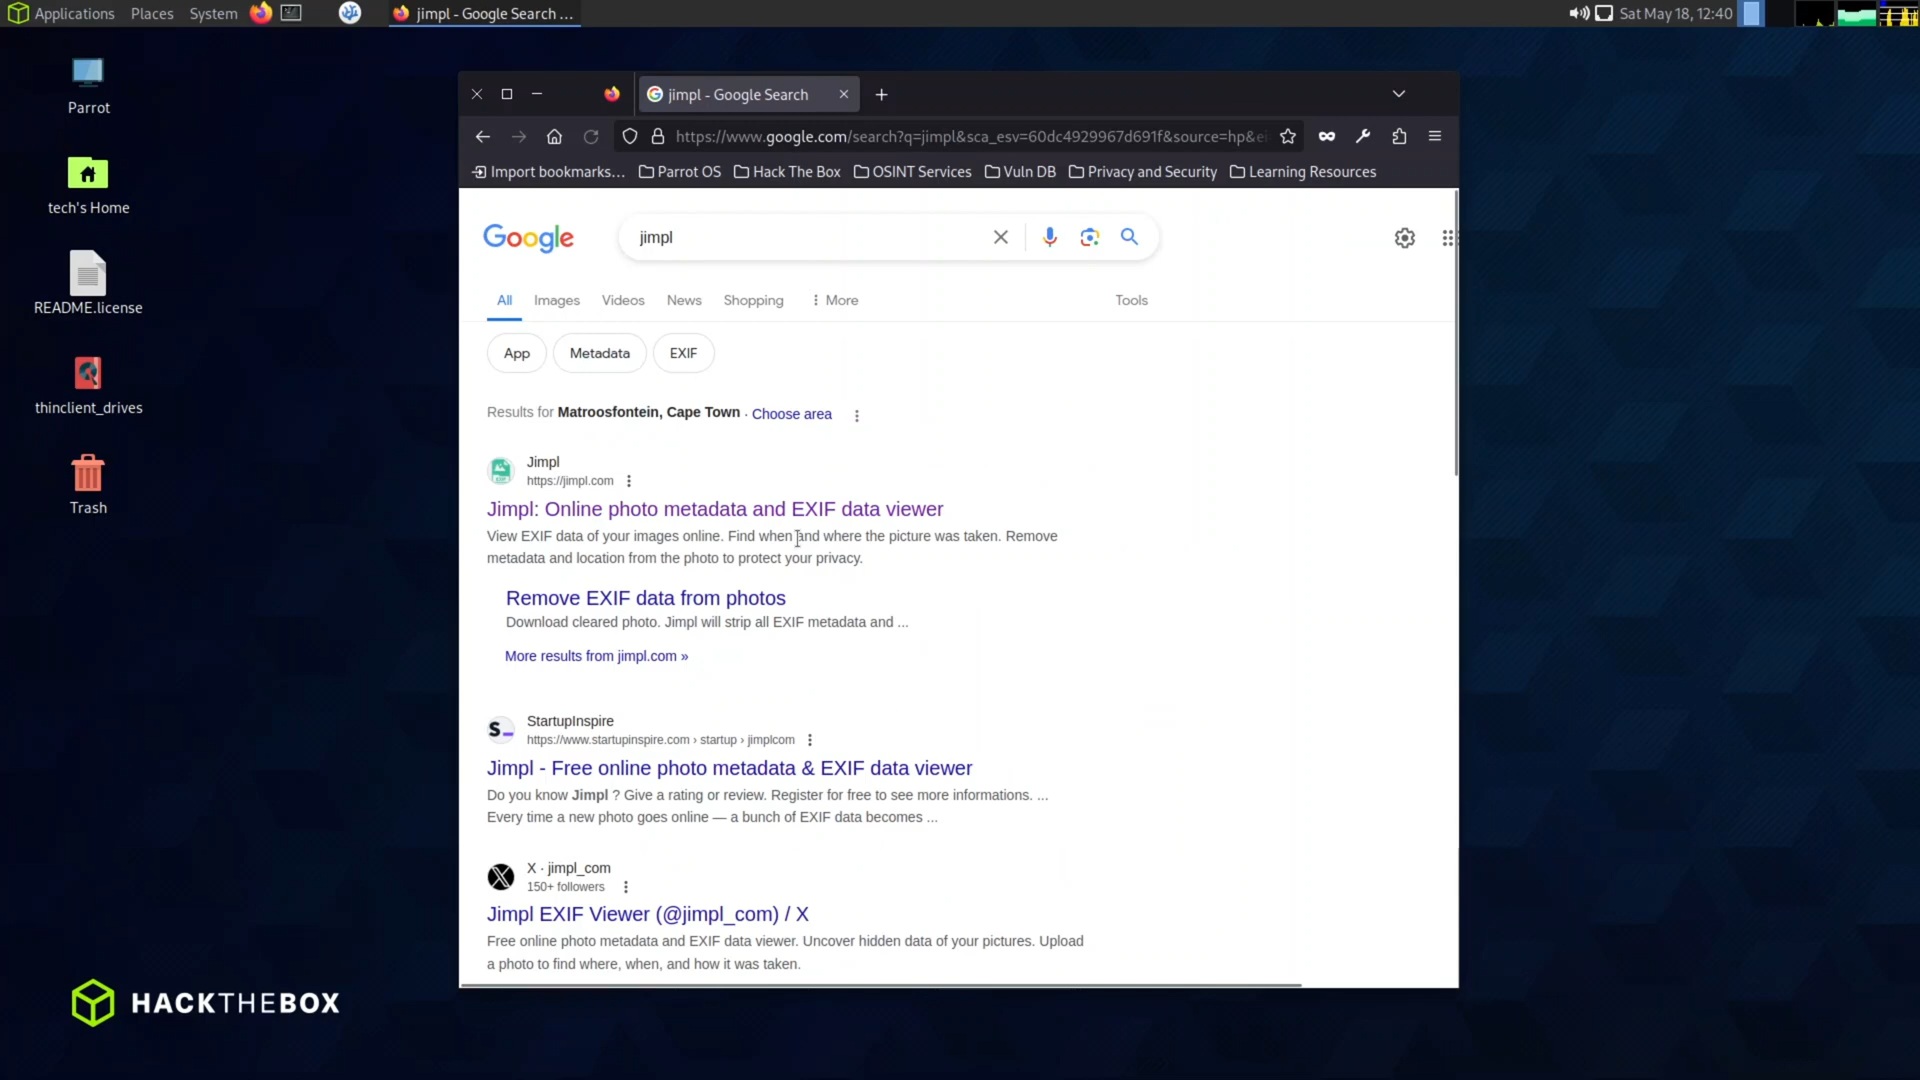 Applications Places System jimpl - Google Search ... Sat May 18, 12:40
Parrot
tech's Home
README.license
thinclient_drives
Trash
HACKTHEBOX
jimpl - Google Search
https://www.google.com/search?q=jimpl&sca_esv=60dc4929967d691f&source=hp&e
Import bookmarks... Parrot OS Hack The Box OSINT Services Vuln DB Privacy and Security Learning Resources
Google jimpl
All Images Videos News Shopping More Tools
App Metadata EXIF
Results for Matroosfontein, Cape Town · Choose area
Jimpl
https://jimpl.com
Jimpl: Online photo metadata and EXIF data viewer
View EXIF data of your images online. Find when and where the picture was taken. Remove
metadata and location from the photo to protect your privacy.
Remove EXIF data from photos
Download cleared photo. Jimpl will strip all EXIF metadata and ...
More results from jimpl.com »
S
StartupInspire
https://www.startupinspire.com › startup › jimplcom
Jimpl - Free online photo metadata & EXIF data viewer
Do you know Jimpl ? Give a rating or review. Register for free to see more informations. ...
Every time a new photo goes online — a bunch of EXIF data becomes ...
X · jimpl_com
150+ followers
Jimpl EXIF Viewer (@jimpl_com) / X
Free online photo metadata and EXIF data viewer. Uncover hidden data of your pictures. Upload
a photo to find where, when, and how it was taken.